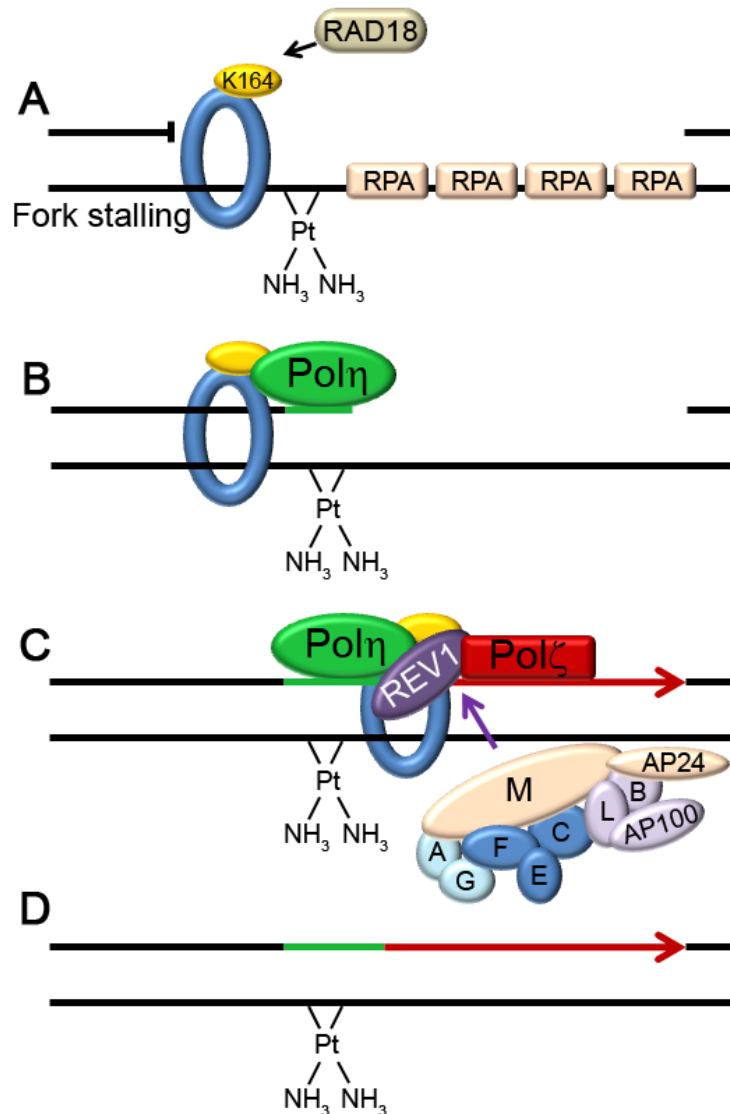 RAD18
K164
A
RPA RPA RPA RPA
Fork stalling
Pt
NH₃ NH₃
B
Polη
Pt
NH₃ NH₃
C
Polη REV1 Polζ
AP24
M
B
Pt
L
AP100
NH₃ NH₃
A F C
G E
D
Pt
NH₃ NH₃